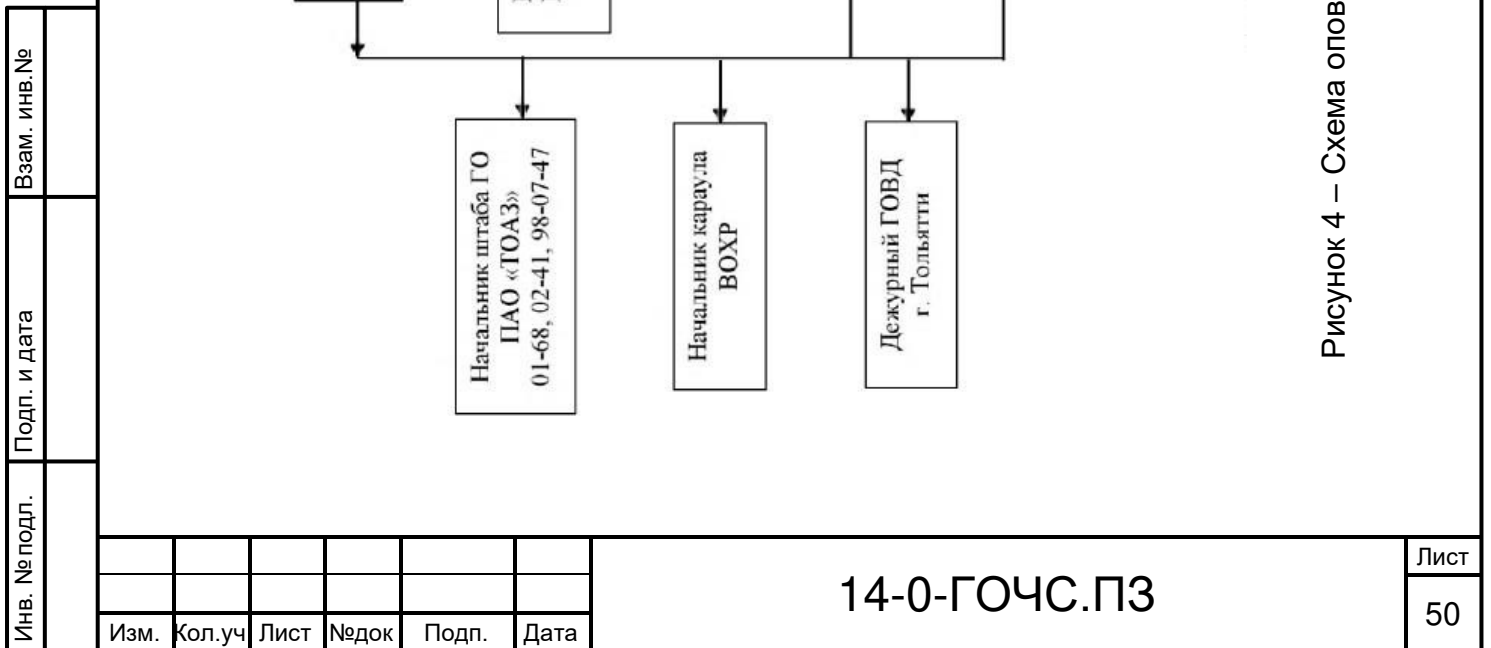 Начальник штаба ГО
ПАО «ТОАЗ»
01-68, 02-41, 98-07-47
Начальник караула
ВОХР
Дежурный ГОВД
г. Тольятти
Рисунок 4 – Схема опов
Взам. инв.№
Подп. и дата
Инв. № подл.
Изм. Кол.уч Лист №док Подп. Дата
14-0-ГОЧС.ПЗ
Лист
50